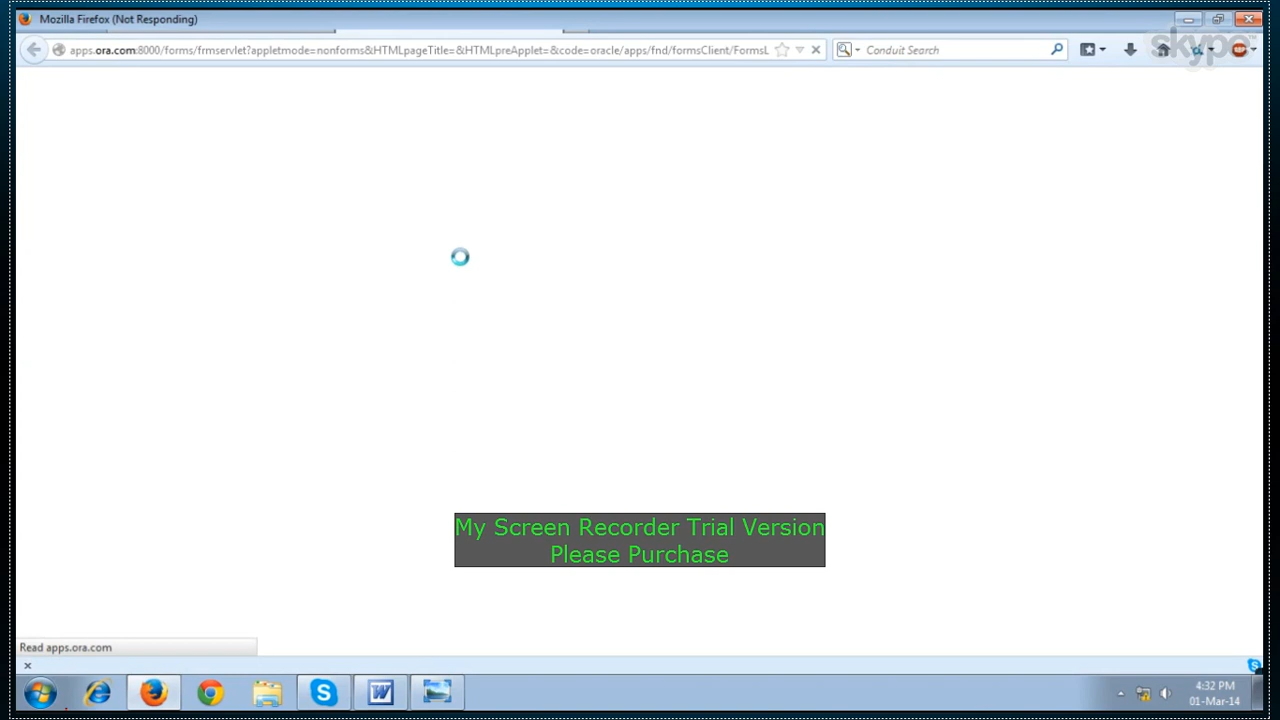 Mozilla Firefox (Not Responding)
apps.ora.com:8000/forms/frmservlet?appletmode=nonforms&HTMLpageTitle=&HTMLpreApplet=&code=oracle/apps/fnd/formsClient/FormsL
Conduit Search
ABP
skype™
My Screen Recorder Trial Version
Please Purchase
Read apps.ora.com
4:32 PM
01-Mar-14